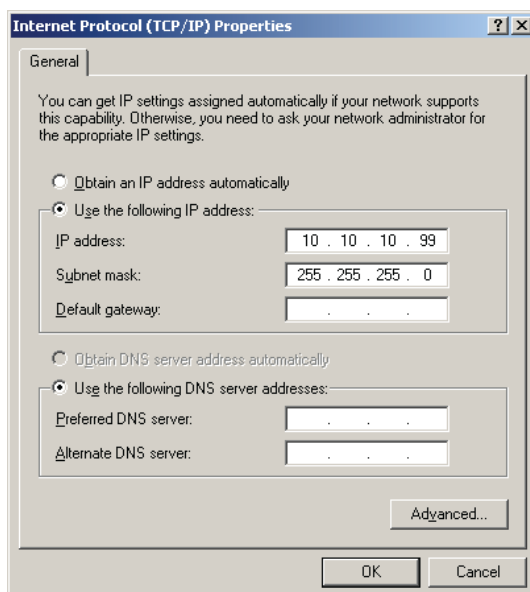 Internet Protocol (TCP/IP) Properties
General
You can get IP settings assigned automatically if your network supports
this capability. Otherwise, you need to ask your network administrator for
the appropriate IP settings.
Obtain an IP address automatically
Use the following IP address:
IP address: 10 . 10 . 10 . 99
Subnet mask: 255 . 255 . 255 . 0
Default gateway: . . .
Obtain DNS server address automatically
Use the following DNS server addresses:
Preferred DNS server: . . .
Alternate DNS server: . . .
Advanced...
OK Cancel